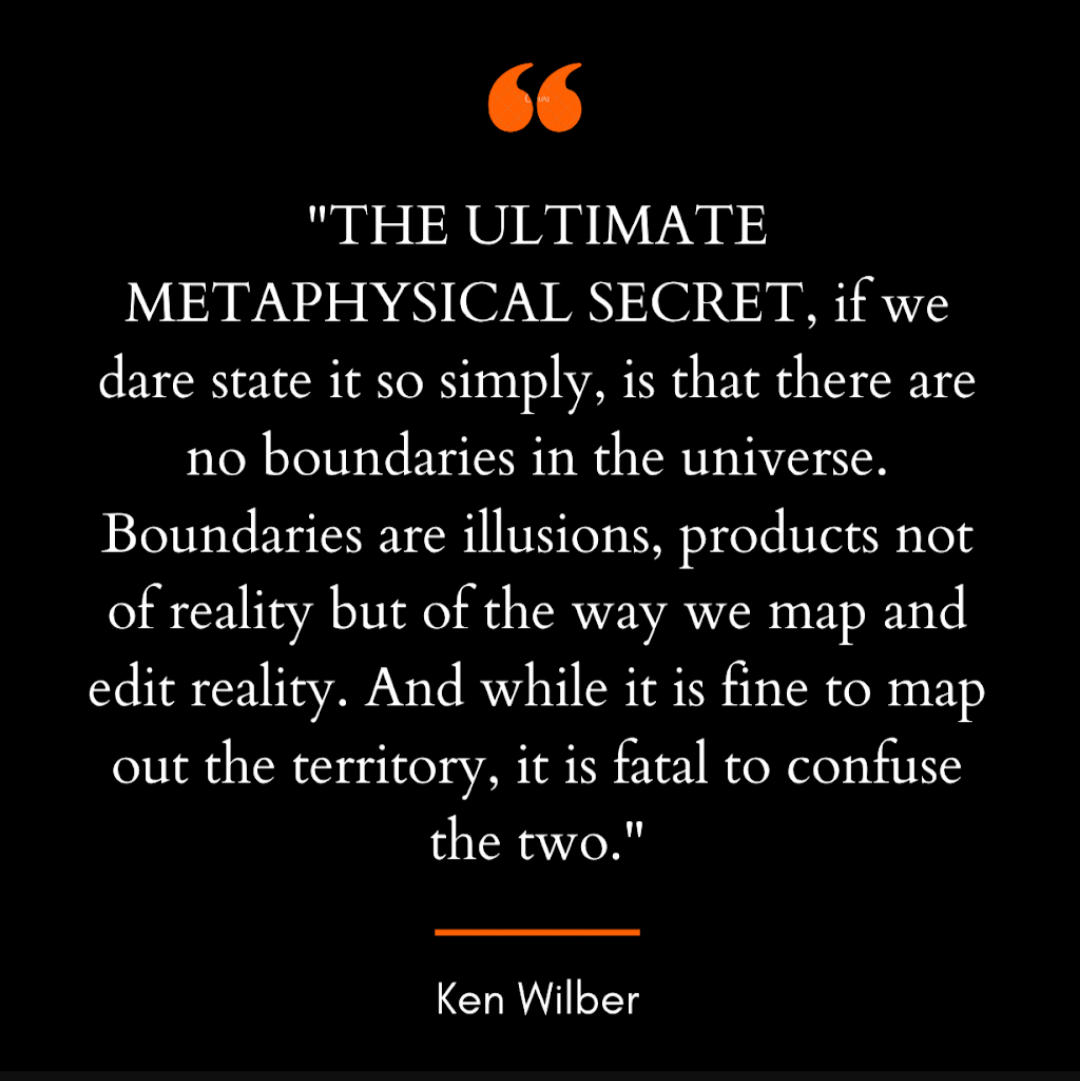 "THE ULTIMATE
METAPHYSICAL SECRET, if we
dare state it so simply, is that there are
no boundaries in the universe.
Boundaries are illusions, products not
of reality but of the way we map and
edit reality. And while it is fine to map
out the territory, it is fatal to confuse
the two."
Ken Wilber